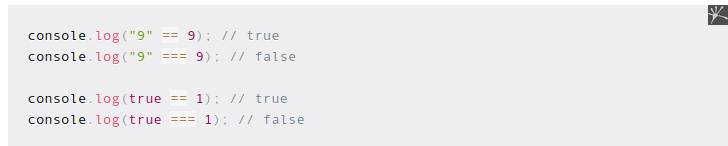 console.log("9" == 9); // true
console.log("9" === 9); // false
console.log(true == 1); // true
console.log(true === 1); // false